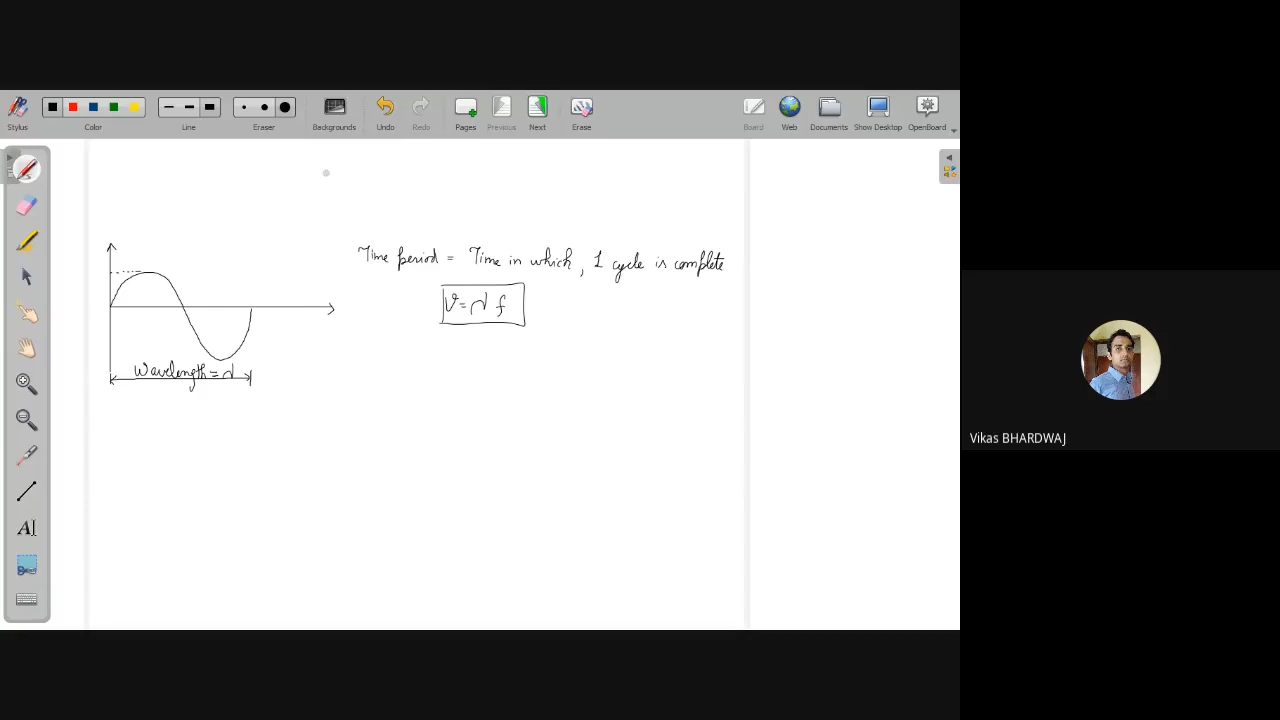 Stylus
Color
Line
Eraser
Backgrounds
Undo
Redo
Pages
Previous
Next
Erase
Board
Web
Documents
Show Desktop
OpenBoard
Time period = Time in which, 1 cycle is complete
v = λ f
Wavelength = λ
Vikas BHARDWAJ